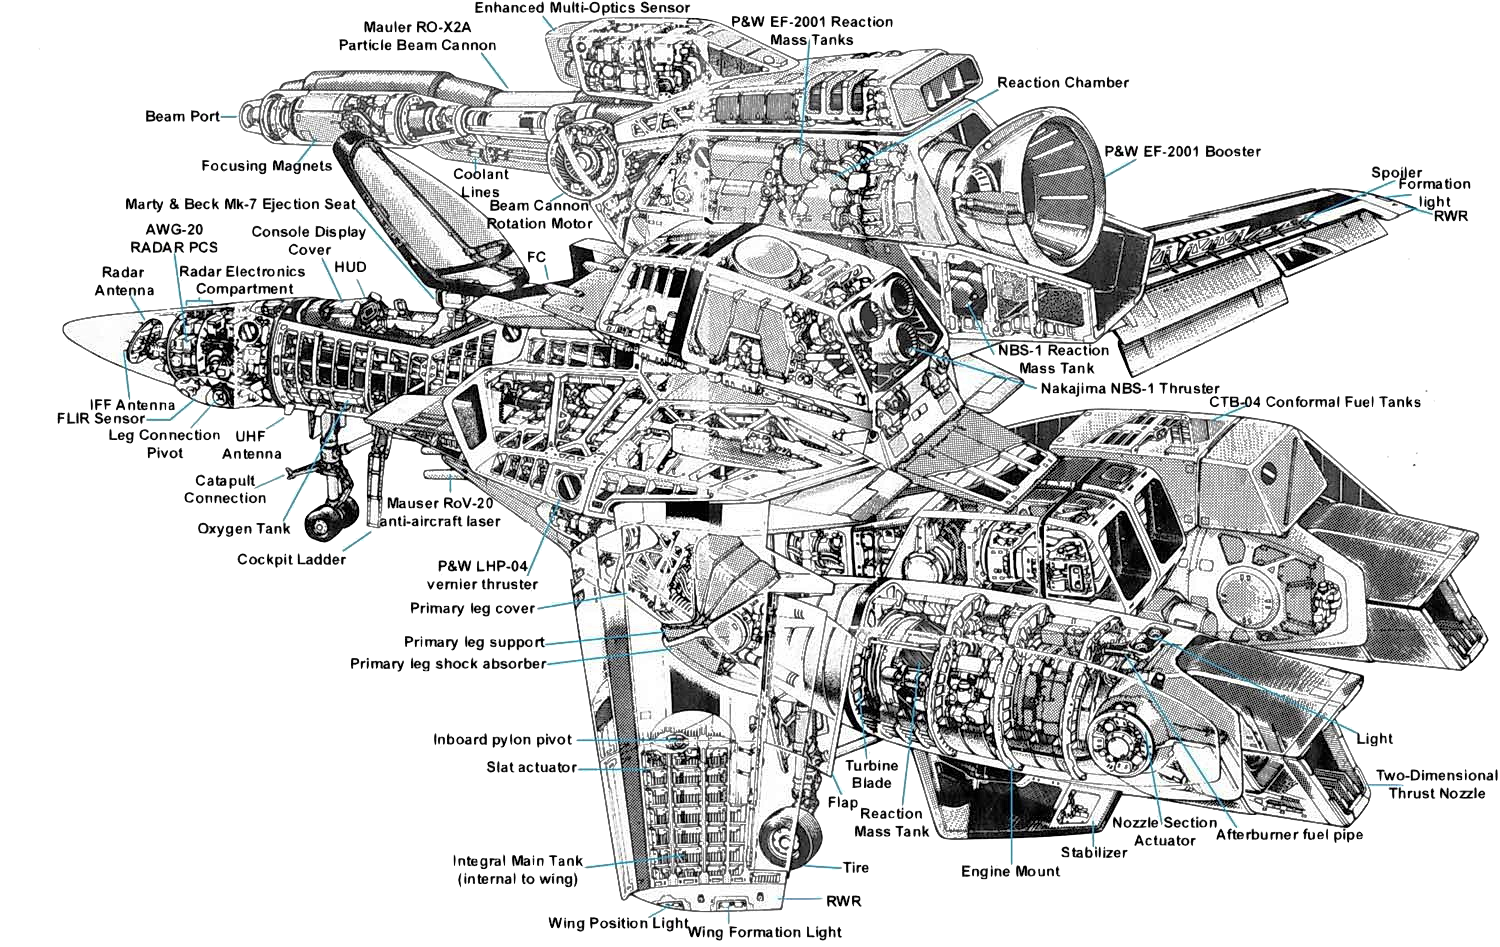 Enhanced Multi-Optics Sensor
Mauler RO-X2A
Particle Beam Cannon
P&W EF-2001 Reaction
Mass Tanks
Reaction Chamber
Beam Port
P&W EF-2001 Booster
Focusing Magnets
Coolant
Lines
Spoiler
Formation
light
RWR
Marty & Beck Mk-7 Ejection Seat
Beam Cannon
Rotation Motor
AWG-20
RADAR PCS
Console Display
Cover
HUD
FC
Radar
Antenna
Radar Electronics
Compartment
NBS-1 Reaction
Mass Tank
Nakajima NBS-1 Thruster
CTB-04 Conformal Fuel Tanks
IFF Antenna
FLIR Sensor
Leg Connection
Pivot
UHF
Antenna
Catapult
Connection
Mauser RoV-20
anti-aircraft laser
Oxygen Tank
Cockpit Ladder
P&W LHP-04
vernier thruster
Primary leg cover
Primary leg support
Primary leg shock absorber
Inboard pylon pivot
Slat actuator
Light
Turbine
Blade
Two-Dimensional
Thrust Nozzle
Flap
Reaction
Mass Tank
Nozzle Section
Actuator
Afterburner fuel pipe
Stabilizer
Engine Mount
Integral Main Tank
(internal to wing)
Tire
RWR
Wing Position Light
Wing Formation Light